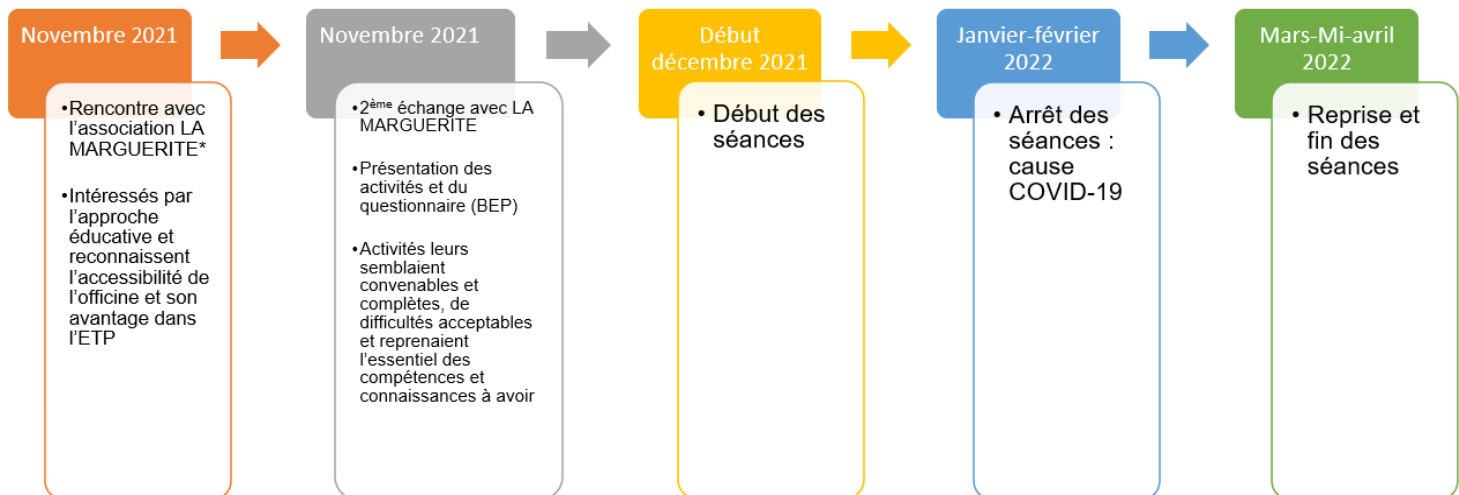 Novembre 2021
•Rencontre avec
l’association LA
MARGUERITE*
•Intéressés par
l’approche
éducative et
reconnaissent
l’accessibilité de
l’officine et son
avantage dans
l’ETP
Novembre 2021
•2ème échange avec LA
MARGUERITE
•Présentation des
activités et du
questionnaire (BEP)
•Activités leurs
semblaient
convenables et
complètes, de
difficultés acceptables
et reprenaient
l’essentiel des
compétences et
connaissances à avoir
Début
décembre 2021
• Début des
séances
Janvier-février
2022
• Arrêt des
séances :
cause
COVID-19
Mars-Mi-avril
2022
• Reprise et
fin des
séances